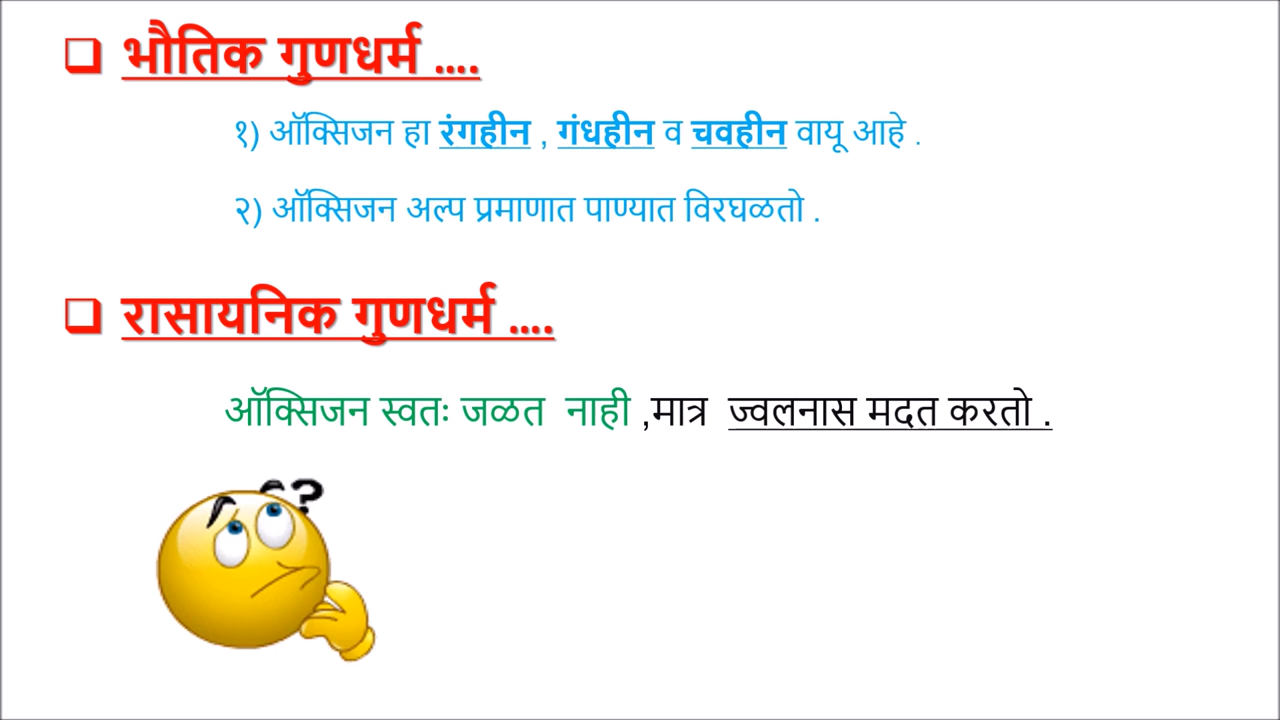 ❑ भौतिक गुणधर्म ....
१) ऑक्सिजन हा रंगहीन , गंधहीन व चवहीन वायू आहे .
२) ऑक्सिजन अल्प प्रमाणात पाण्यात विरघळतो .
❑ रासायनिक गुणधर्म ....
ऑक्सिजन स्वतः जळत नाही ,मात्र ज्वलनास मदत करतो .
?